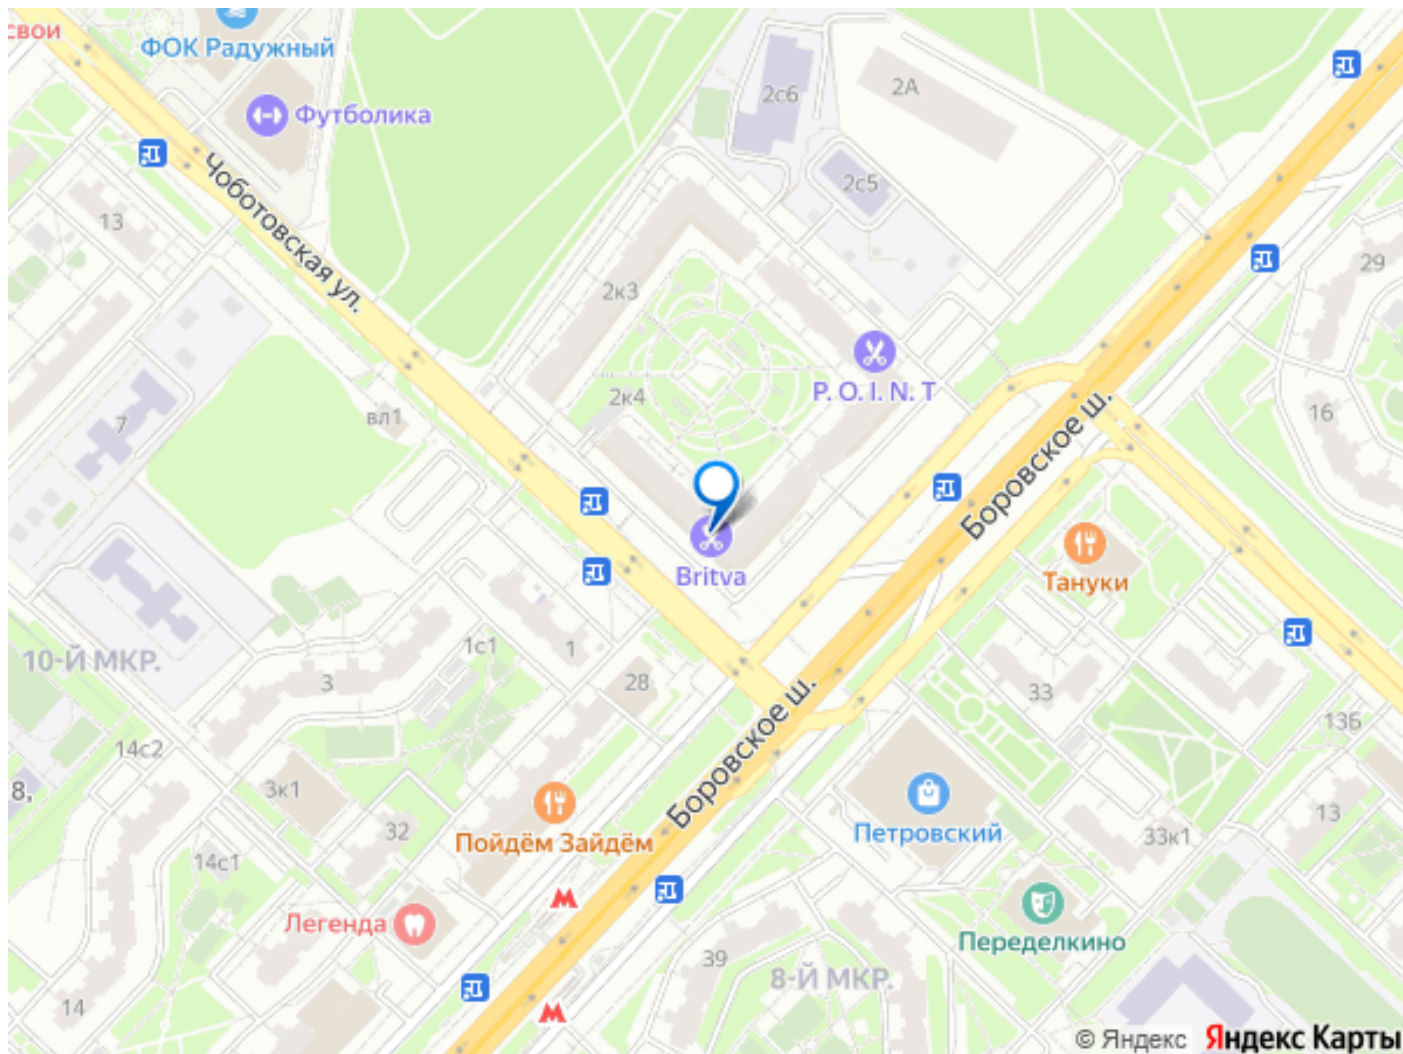 свои
ФОК Радужный
Футболика
2с6
2А
Чоботовская ул.
2с5
13
29
2к3
P. O. I. N. T
2к4
вл1
16
7
Боровское ш.
Britva
Тануки
10-Й МКР.
1с1
1
3
2В
33
13Б
14с2
Боровское ш.
8,
3к1
Пойдём Зайдём
Петровский
13
32
33к1
14с1
Легенда
Переделкино
39
8-Й МКР.
14
© Яндекс Яндекс Карты